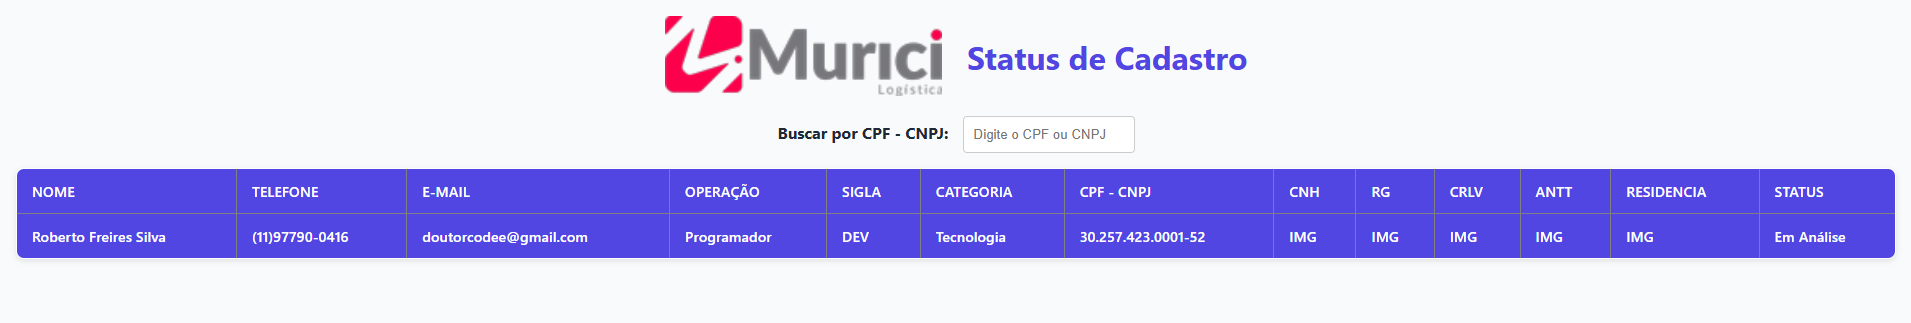 Murici
Logística
Status de Cadastro
Buscar por CPF - CNPJ: Digite o CPF ou CNPJ
NOME TELEFONE E-MAIL OPERAÇÃO SIGLA CATEGORIA CPF - CNPJ CNH RG CRLV ANTT RESIDENCIA STATUS
Roberto Freires Silva (11)97790-0416 doutorcodee@gmail.com Programador DEV Tecnologia 30.257.423.0001-52 IMG IMG IMG IMG IMG Em Análise